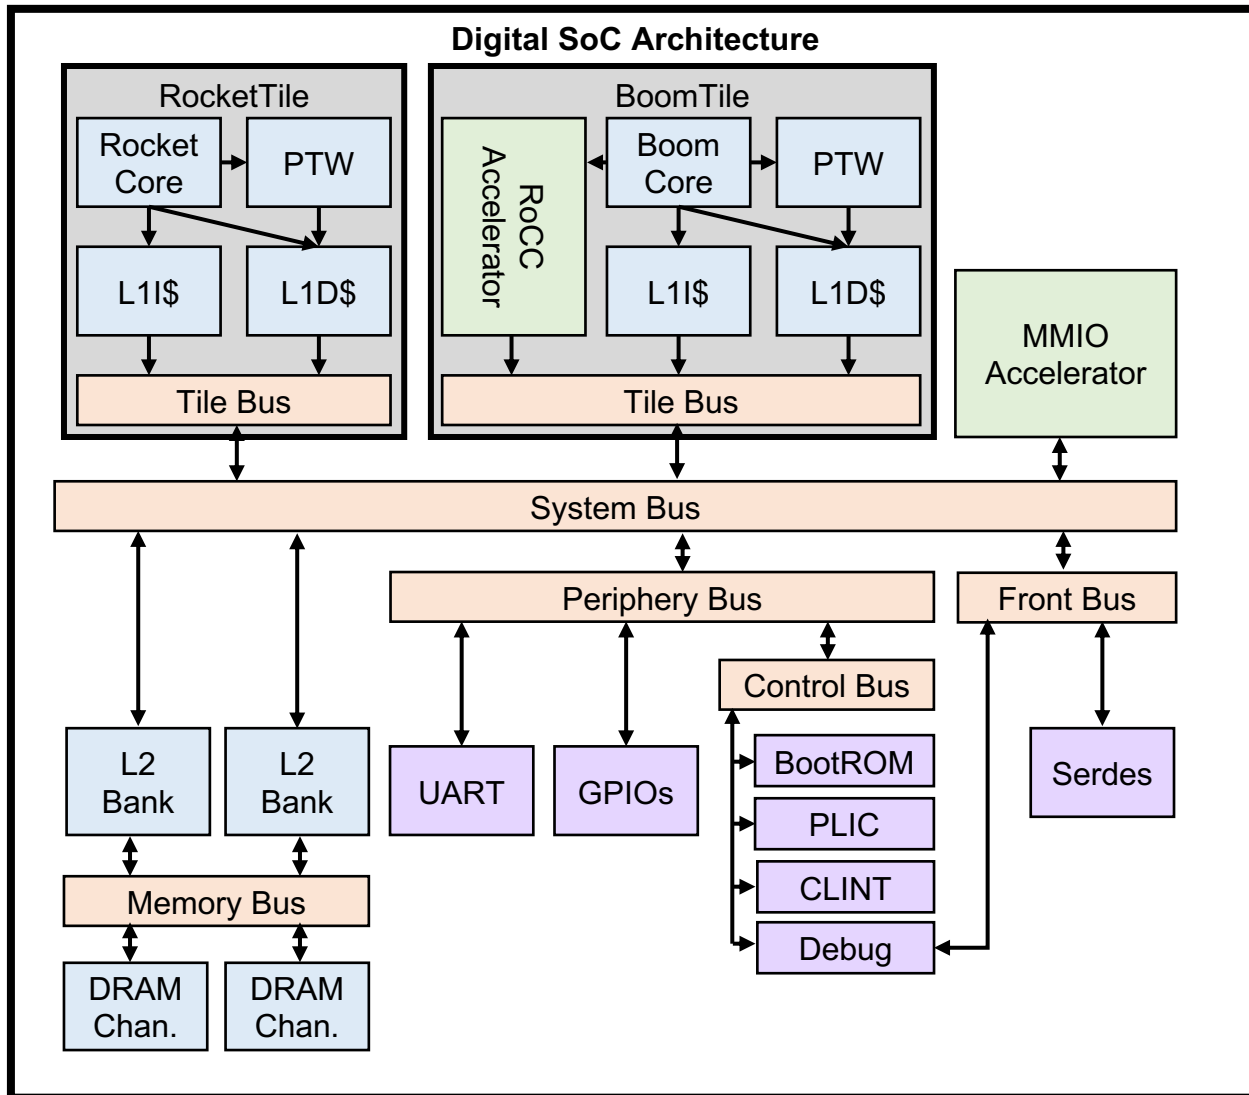 Digital SoC Architecture
RocketTile
Rocket
Core
PTW
L1I$
L1D$
Tile Bus
BoomTile
RoCC
Accelerator
Boom
Core
PTW
L1I$
L1D$
Tile Bus
MMIO
Accelerator
System Bus
Periphery Bus
Front Bus
Control Bus
L2
Bank
L2
Bank
UART
GPIOs
BootROM
PLIC
CLINT
Debug
Serdes
Memory Bus
DRAM
Chan.
DRAM
Chan.